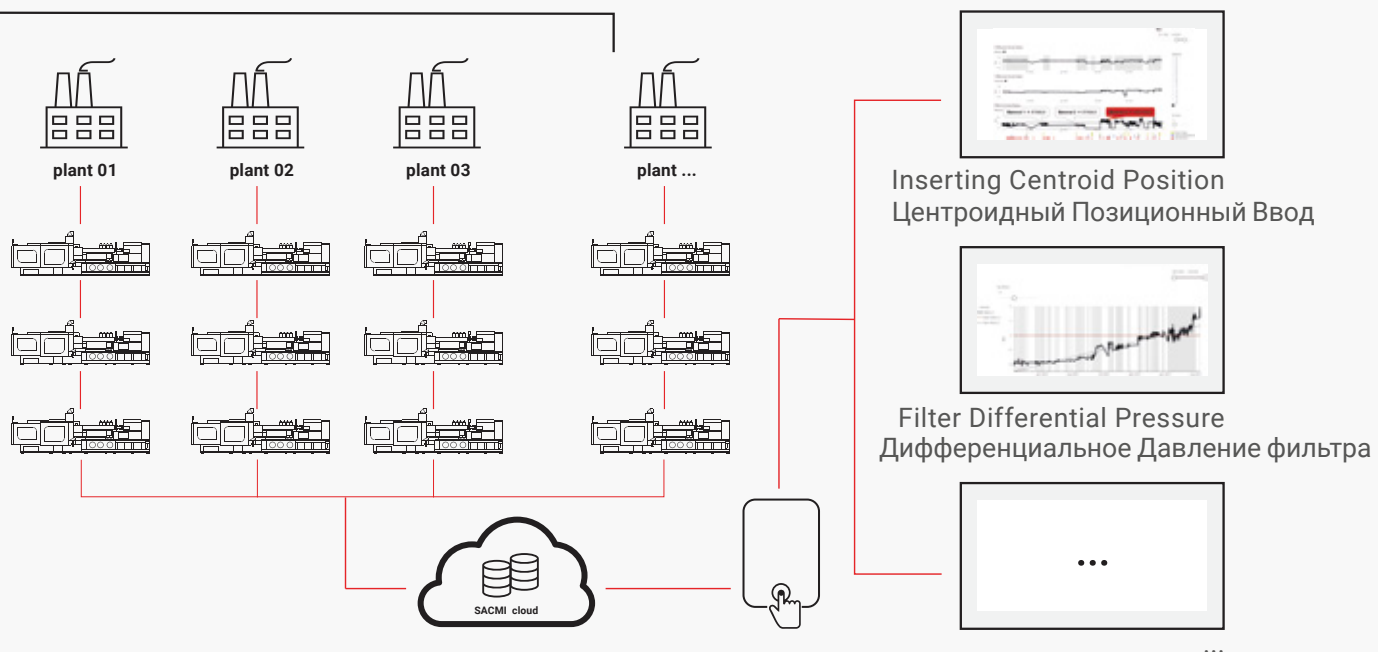 plant 01
plant 02
plant 03
plant ...
Inserting Centroid Position
Центроидный Позиционный Ввод
Filter Differential Pressure
Дифференциальное Давление фильтра
...
SACMI cloud
...